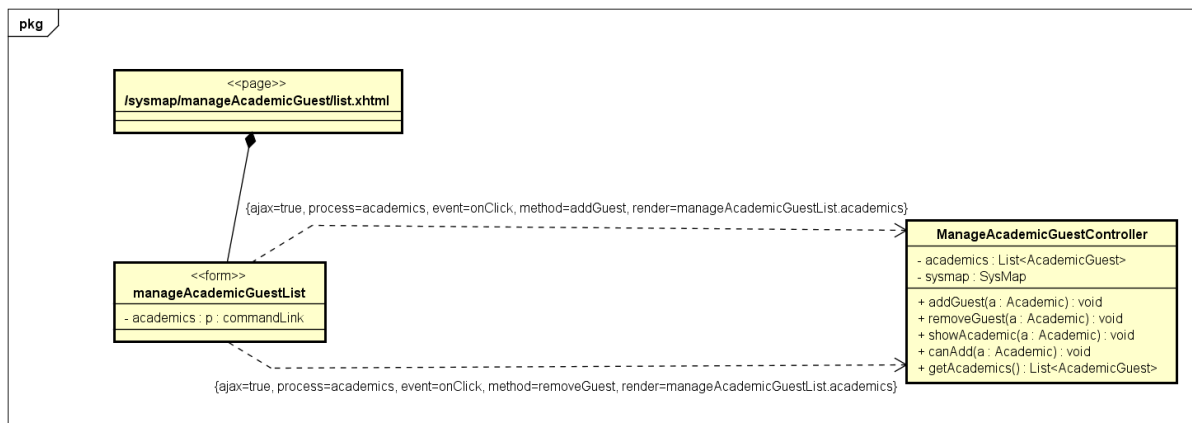 pkg
<<page>>
/sysmap/manageAcademicGuest/list.xhtml
{ajax=true, process=academics, event=onClick, method=addGuest, render=manageAcademicGuestList.academics}
<<form>>
manageAcademicGuestList
- academics : p : commandLink
ManageAcademicGuestController
- academics : List<AcademicGuest>
- sysmap : SysMap
+ addGuest(a : Academic) : void
+ removeGuest(a : Academic) : void
+ showAcademic(a : Academic) : void
+ canAdd(a : Academic) : void
+ getAcademics() : List<AcademicGuest>
{ajax=true, process=academics, event=onClick, method=removeGuest, render=manageAcademicGuestList.academics}